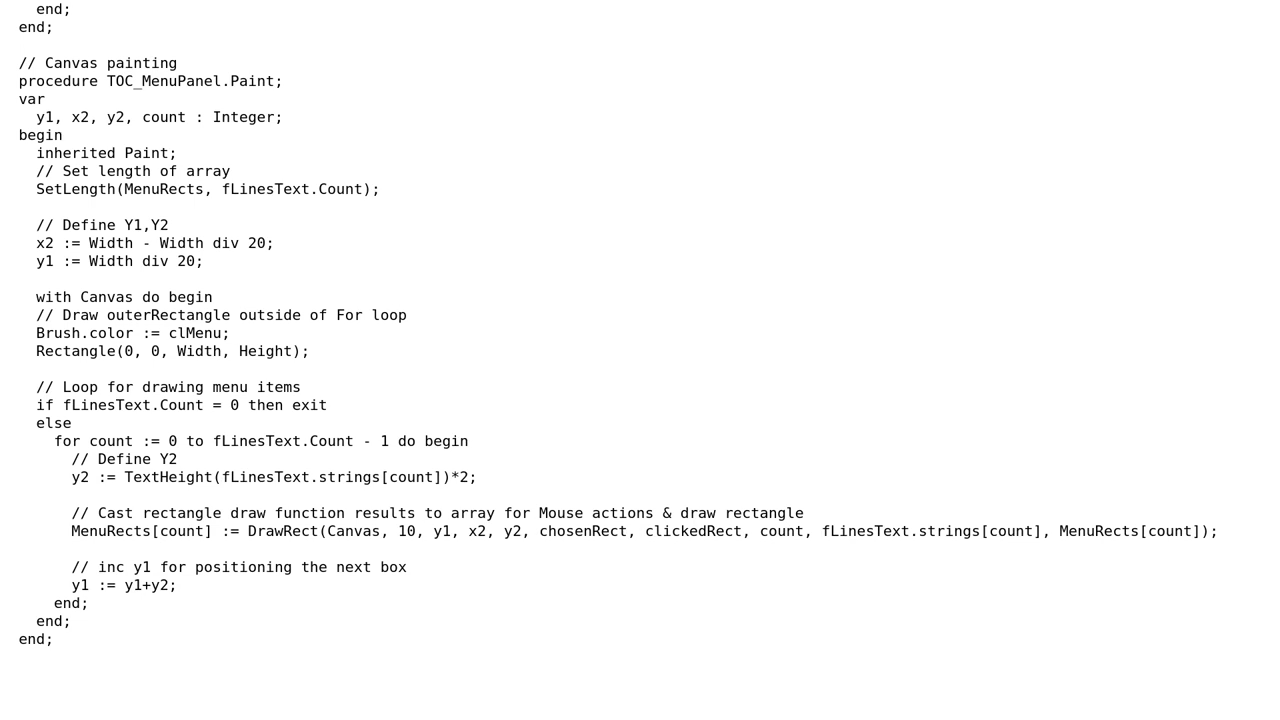 end;
end;
// Canvas painting
procedure TOC_MenuPanel.Paint;
var
y1, x2, y2, count : Integer;
begin
inherited Paint;
// Set length of array
SetLength(MenuRects, fLinesText.Count);
// Define Y1,Y2
x2 := Width - Width div 20;
y1 := Width div 20;
with Canvas do begin
// Draw outerRectangle outside of For loop
Brush.color := clMenu;
Rectangle(0, 0, Width, Height);
// Loop for drawing menu items
if fLinesText.Count = 0 then exit
else
for count := 0 to fLinesText.Count - 1 do begin
// Define Y2
y2 := TextHeight(fLinesText.strings[count])*2;
// Cast rectangle draw function results to array for Mouse actions & draw rectangle
MenuRects[count] := DrawRect(Canvas, 10, y1, x2, y2, chosenRect, clickedRect, count, fLinesText.strings[count], MenuRects[count]);
// inc y1 for positioning the next box
y1 := y1+y2;
end;
end;
end;